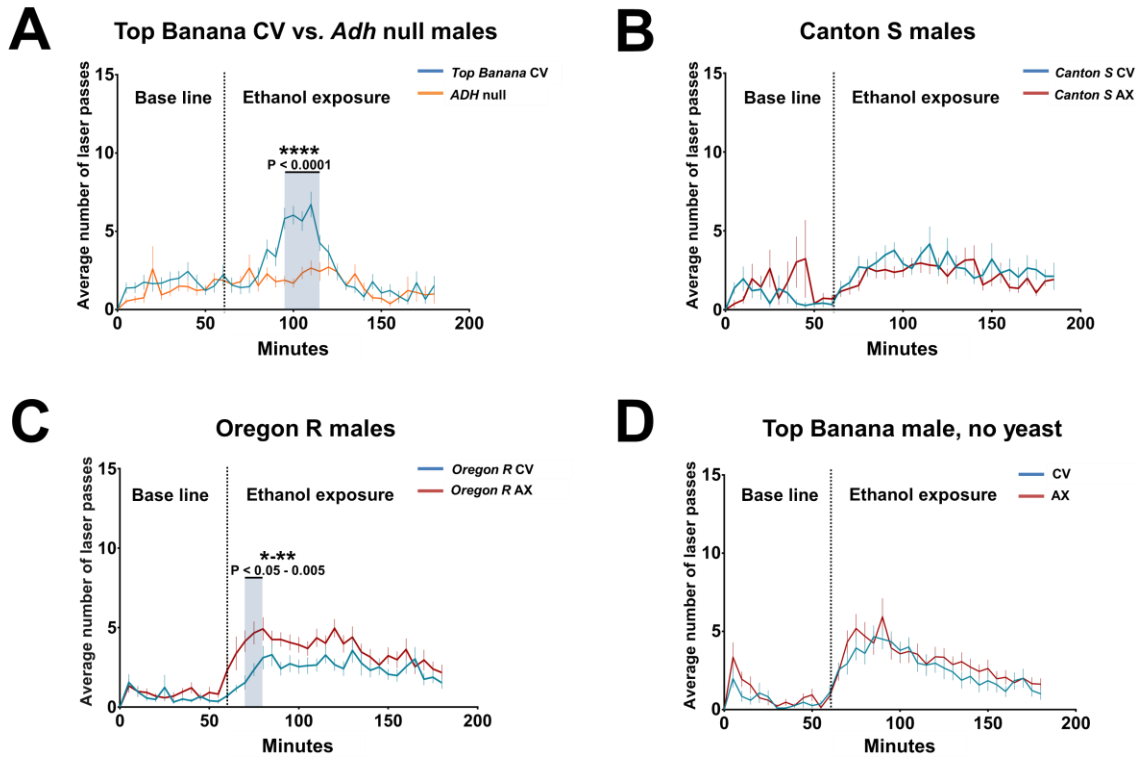 A
Top Banana CV vs. Adh null males
Top Banana CV
ADH null
Base line
Ethanol exposure
****
P < 0.0001
Average number of laser passes
15
10
5
0
0 50 100 150 200
Minutes
B
Canton S males
Canton S CV
Canton S AX
Base line
Ethanol exposure
Average number of laser passes
15
10
5
0
0 50 100 150 200
Minutes
C
Oregon R males
Oregon R CV
Oregon R AX
Base line
Ethanol exposure
*-**
P < 0.05 - 0.005
Average number of laser passes
15
10
5
0
0 50 100 150 200
Minutes
D
Top Banana male, no yeast
CV
AX
Base line
Ethanol exposure
Average number of laser passes
15
10
5
0
0 50 100 150 200
Minutes